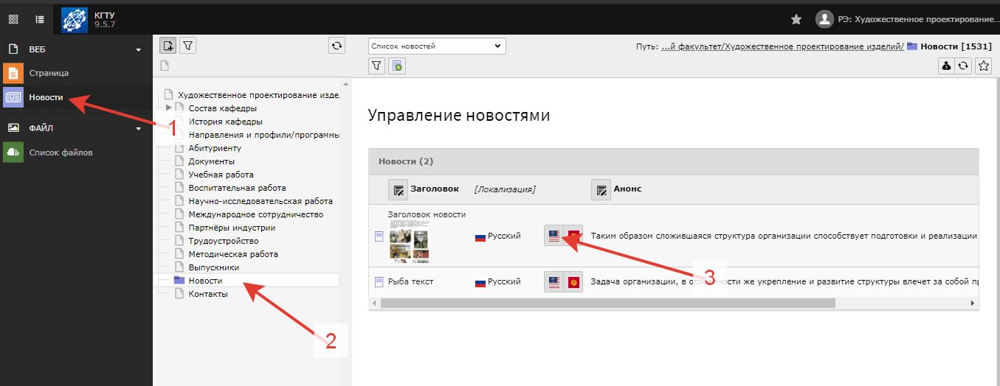 КГТУ
9.5.7
РЭ: Художественное проектирование...
ВЕБ
Страница
Новости
ФАЙЛ
Список файлов
1
Художественное проектирование изде
Состав кафедры
История кафедры
Направления и профили/программы
Абитуриенту
Документы
Учебная работа
Воспитательная работа
Научно-исследовательская работа
Международное сотрудничество
Партнёры индустрии
Трудоустройство
Методическая работа
Выпускники
Новости
Контакты
2
Список новостей
Путь: ...й факультет/Художественное проектирование изделий/ Новости [1531]
Управление новостями
Новости (2)
Заголовок [Локализация] Анонс
Заголовок новости
Русский Таким образом сложившаяся структура организации способствует подготовки и реализации
3
Рыба текст Русский Задача организации, в особенности же укрепление и развитие структуры влечет за собой пр